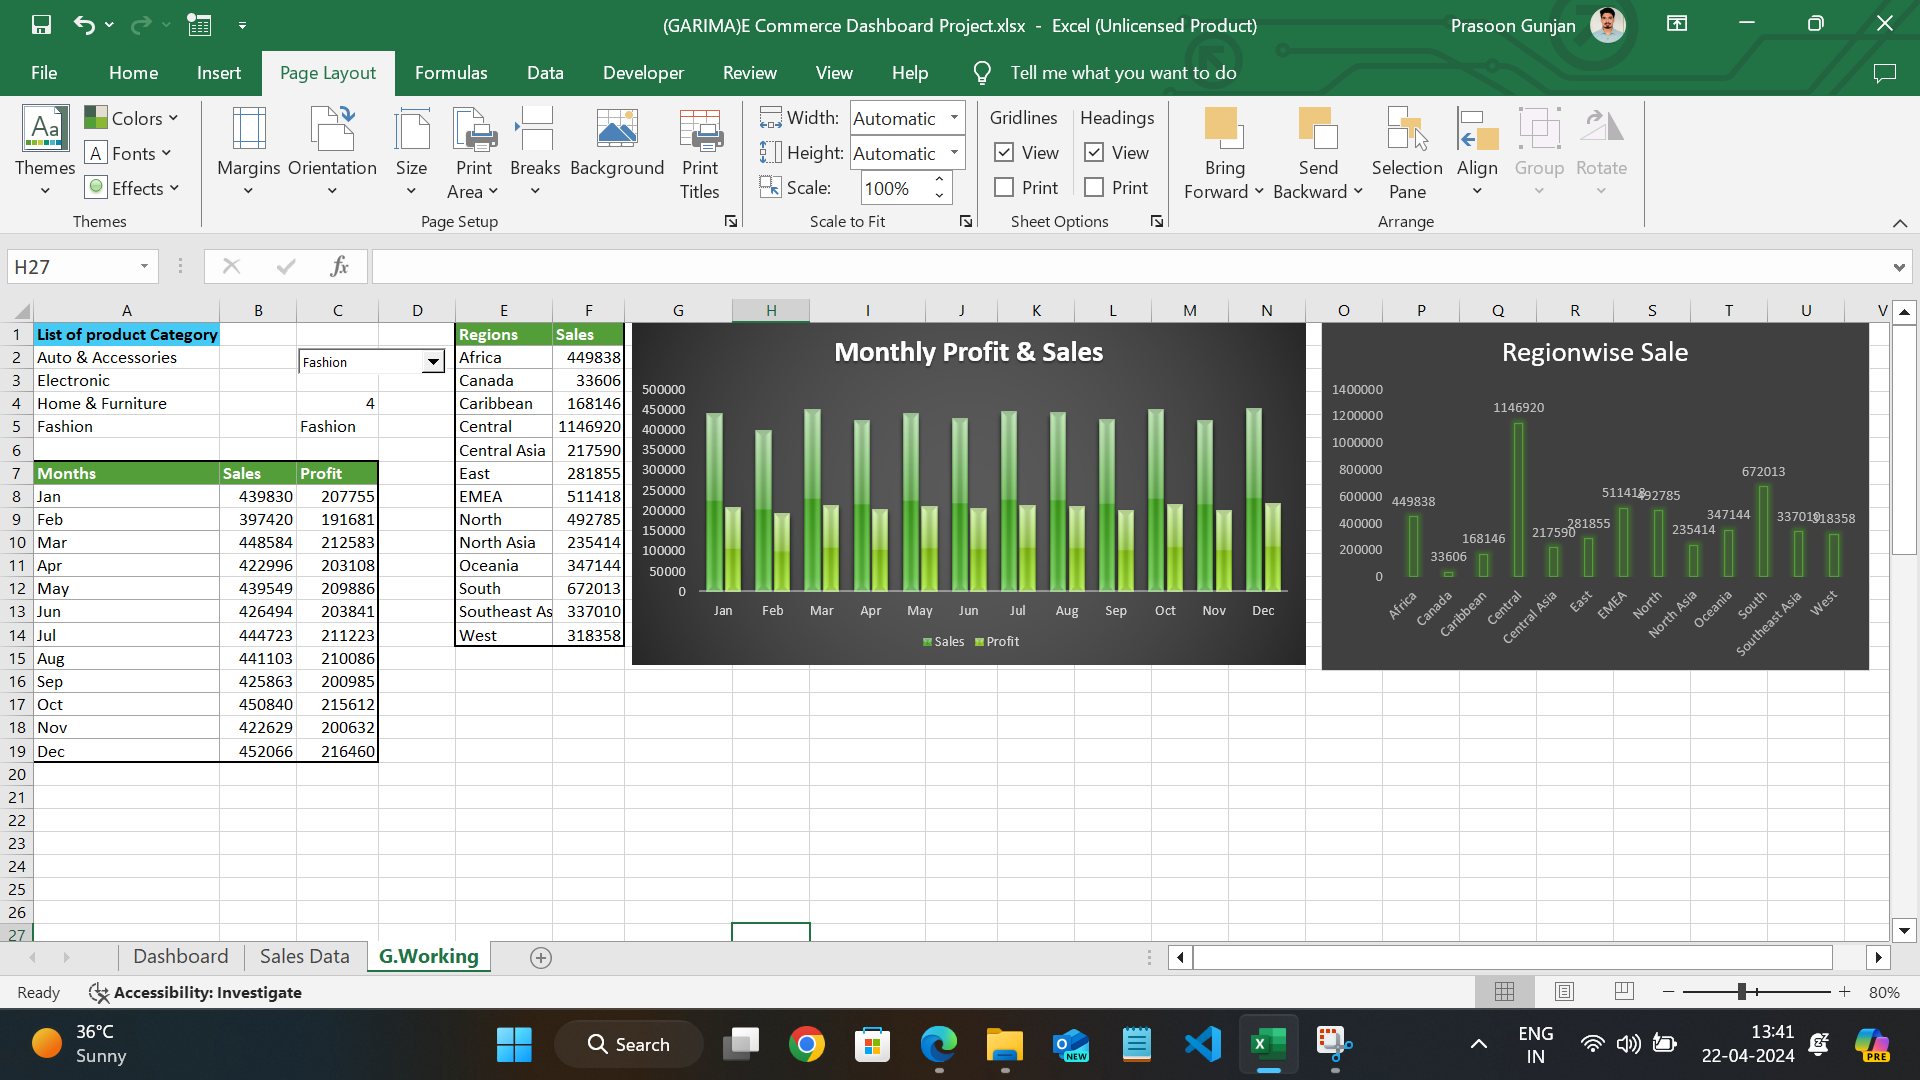 (GARIMA)E Commerce Dashboard Project.xlsx - Excel (Unlicensed Product)
Prasoon Gunjan
File Home Insert Page Layout Formulas Data Developer Review View Help Tell me what you want to do
Themes
Colors
Fonts
Effects
Themes
Margins
Orientation
Size
Print Area
Breaks
Background
Print Titles
Page Setup
Width: Automatic
Height: Automatic
Scale: 100%
Scale to Fit
Gridlines Headings
View View
Print Print
Sheet Options
Bring Forward
Send Backward
Selection Pane
Align
Group
Rotate
Arrange
H27 fx
A B C D E F G H I J K L M N O P Q R S T U V
1 List of product Category Regions Sales
2 Auto & Accessories Fashion Africa 449838
3 Electronic Canada 33606
4 Home & Furniture 4 Caribbean 168146
5 Fashion Fashion Central 1146920
6 Central Asia 217590
7 Months Sales Profit East 281855
8 Jan 439830 207755 EMEA 511418
9 Feb 397420 191681 North 492785
10 Mar 448584 212583 North Asia 235414
11 Apr 422996 203108 Oceania 347144
12 May 439549 209886 South 672013
13 Jun 426494 203841 Southeast As 337010
14 Jul 444723 211223 West 318358
15 Aug 441103 210086
16 Sep 425863 200985
17 Oct 450840 215612
18 Nov 422629 200632
19 Dec 452066 216460
20
21
22
23
24
25
26
27
Monthly Profit & Sales
500000
450000
400000
350000
300000
250000
200000
150000
100000
50000
0
Jan Feb Mar Apr May Jun Jul Aug Sep Oct Nov Dec
Sales Profit
Regionwise Sale
1400000
1200000
1000000
800000
600000
400000
200000
0
449838 33606 168146 1146920 217590 281855 511418 492785 235414 347144 672013 337010 318358
Africa Canada Caribbean Central Central Asia East EMEA North North Asia Oceania South Southeast Asia West
Dashboard Sales Data G.Working
Ready Accessibility: Investigate 80%
36°C
Sunny
Search
NEW
ENG
IN
13:41
22-04-2024
PRE